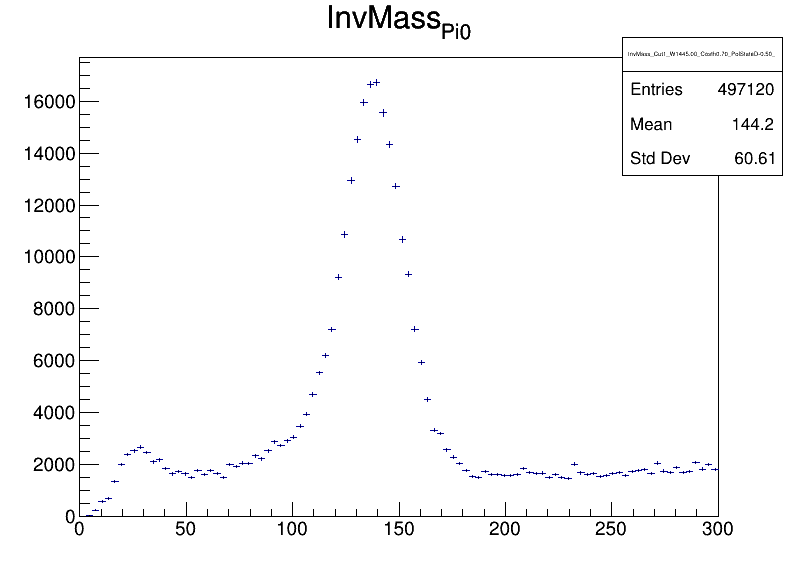 InvMass_Pi0
InvMass_Cut1_W1445.00_Costh0.70_PolStateD-0.50_
Entries 497120
Mean 144.2
Std Dev 60.61
16000
14000
12000
10000
8000
6000
4000
2000
0
0 50 100 150 200 250 300